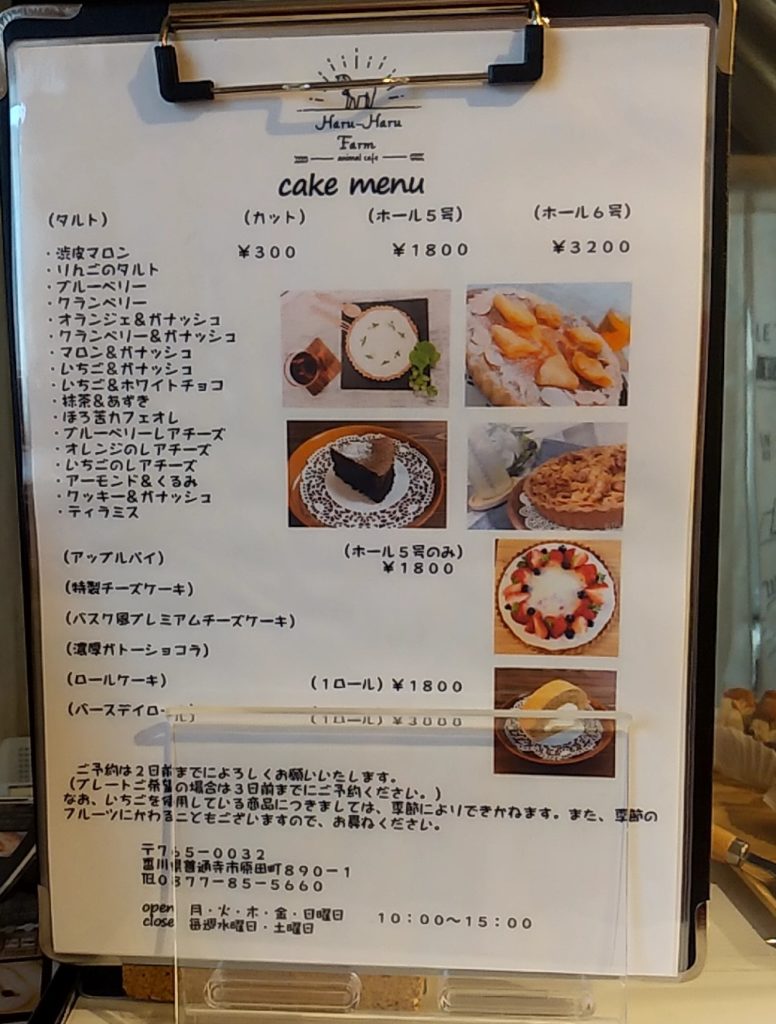 Haru-Haru
Farm
animal cafe
cake menu
(タルト) (カット) (ホール5号) (ホール6号)
・渋皮マロン ¥300 ¥1800 ¥3200
・りんごのタルト
・ブルーベリー
・クランベリー
・オランジェ&ガナッシュ
・クランベリー&ガナッシュ
・マロン&ガナッシュ
・いちご&ガナッシュ
・いちご&ホワイトチョコ
・抹茶&あずき
・ほろ苦カフェオレ
・ブルーベリーレアチーズ
・オレンジのレアチーズ
・いちごのレアチーズ
・アーモンド&くるみ
・クッキー&ガナッシュ
・ティラミス
(アップルパイ) (ホール5号のみ)
¥1800
(特製チーズケーキ)
(バスク風プレミアムチーズケーキ)
(濃厚ガトーショコラ)
(ロールケーキ) (1ロール) ¥1800
(バースデイロール) (1ロール) ¥3000
ご予約は2日前までによろしくお願いいたします。
(プレートご希望の場合は3日前までにご予約ください。)
なお、いちごを使用している商品につきましては、季節によりできかねます。また、季節の
フルーツにかわることもございますので、お尋ねください。
〒765-0032
香川県善通寺市原田町890-1
℡0877-85-5660
open 月・火・木・金・日曜日 10:00〜15:00
close 毎週水曜日・土曜日